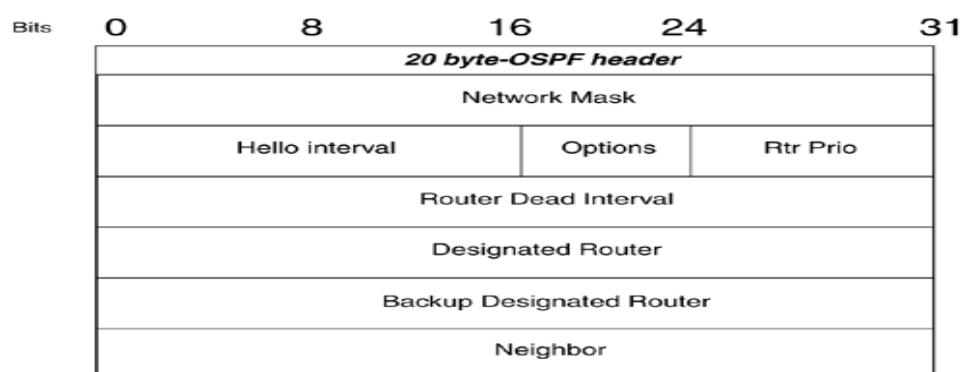 Bits 0 8 16 24 31
20 byte-OSPF header
Network Mask
Hello interval Options Rtr Prio
Router Dead Interval
Designated Router
Backup Designated Router
Neighbor